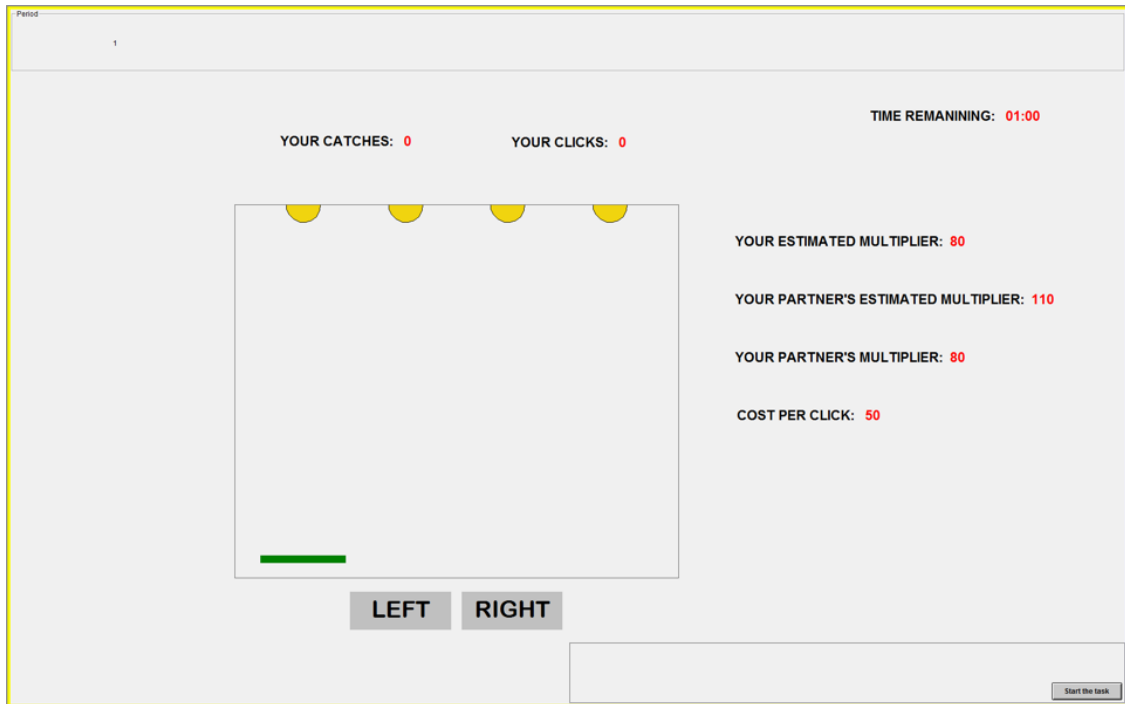 Period
1
TIME REMANINING: 01:00
YOUR CATCHES: 0 YOUR CLICKS: 0
YOUR ESTIMATED MULTIPLIER: 80
YOUR PARTNER'S ESTIMATED MULTIPLIER: 110
YOUR PARTNER'S MULTIPLIER: 80
COST PER CLICK: 50
LEFT RIGHT
Start the task